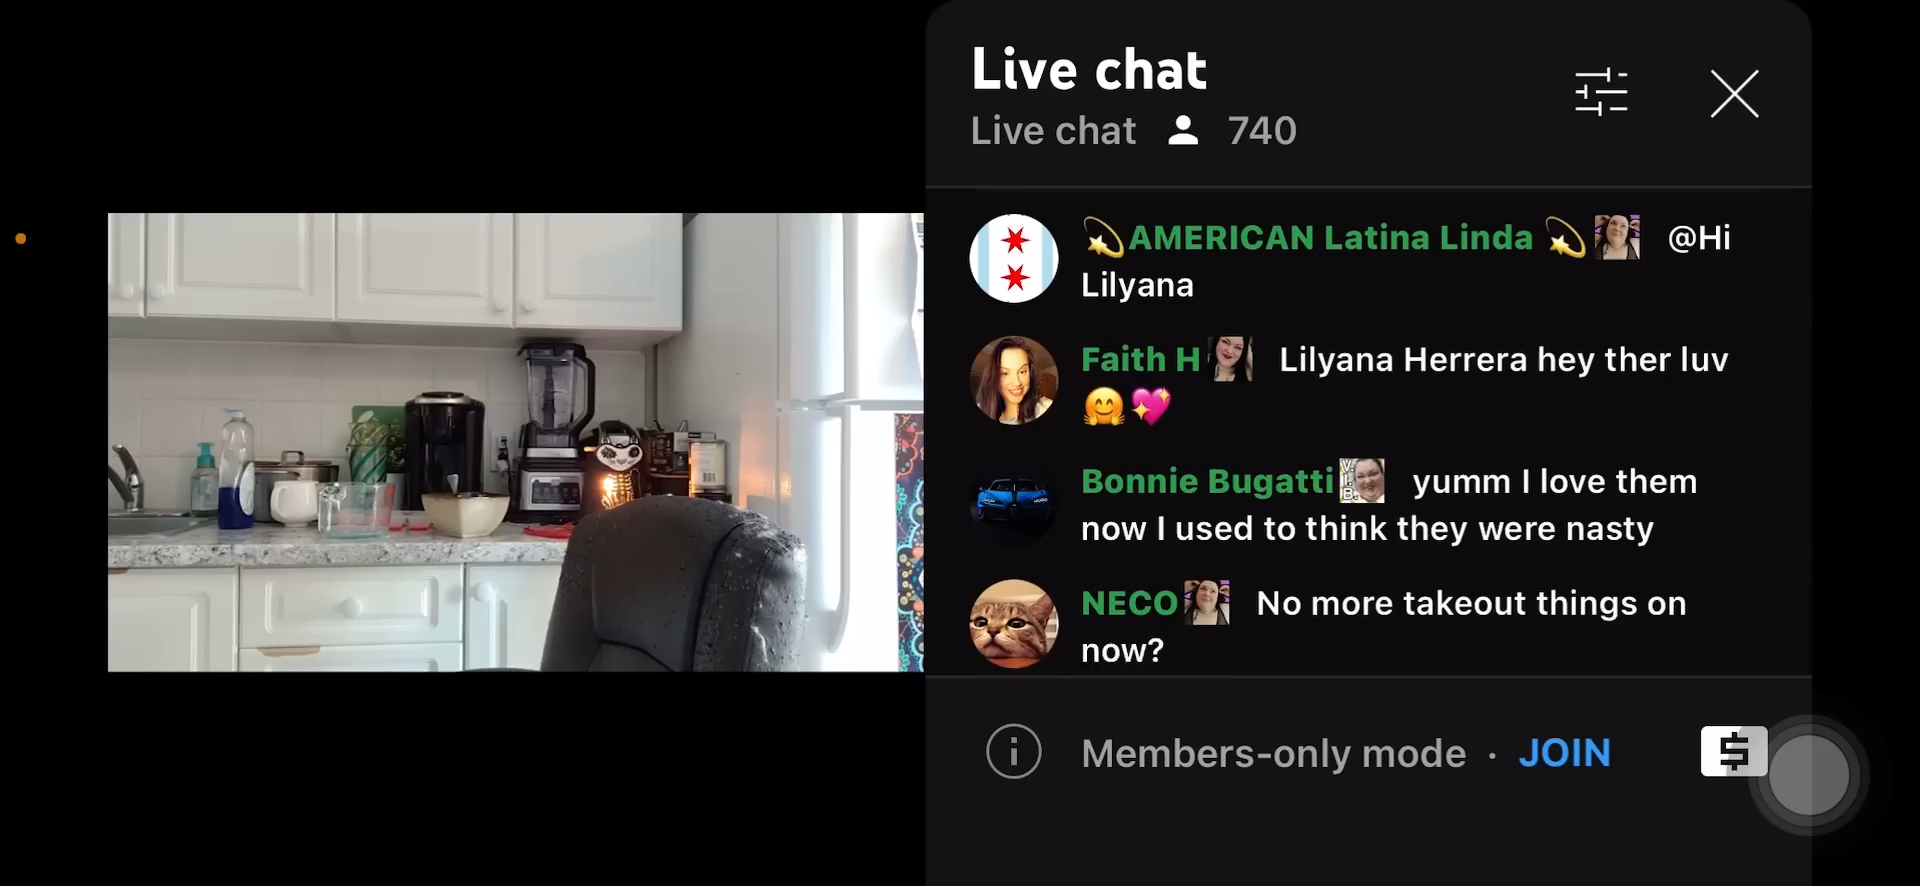 Live chat
Live chat 740
💫AMERICAN Latina Linda 💫 @Hi
Lilyana
Faith H Lilyana Herrera hey ther luv
🤗💖
Bonnie Bugatti yumm I love them
now I used to think they were nasty
NECO No more takeout things on
now?
Members-only mode · JOIN